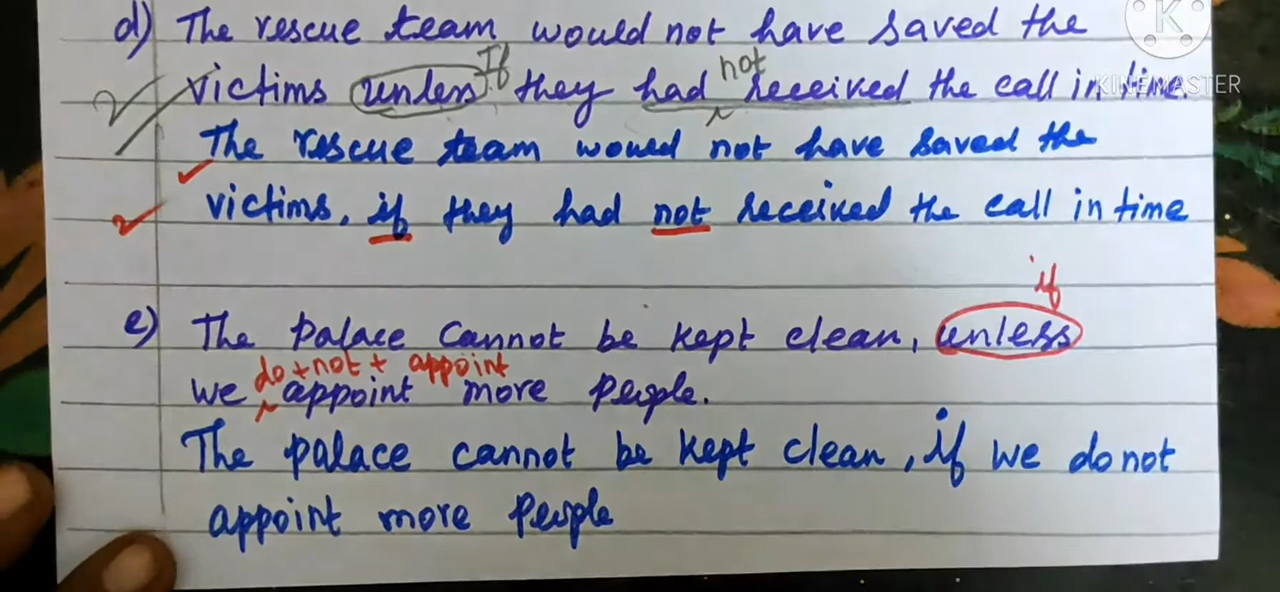 K
KINEMASTER
d) The rescue team would not have saved the
If not
victims unless they had received the call in time.
The rescue team would not have saved the
victims, if they had not received the call in time
if
e) The palace cannot be kept clean, unless
do + not + appoint
we appoint more people.
The palace cannot be kept clean, if we do not
appoint more people